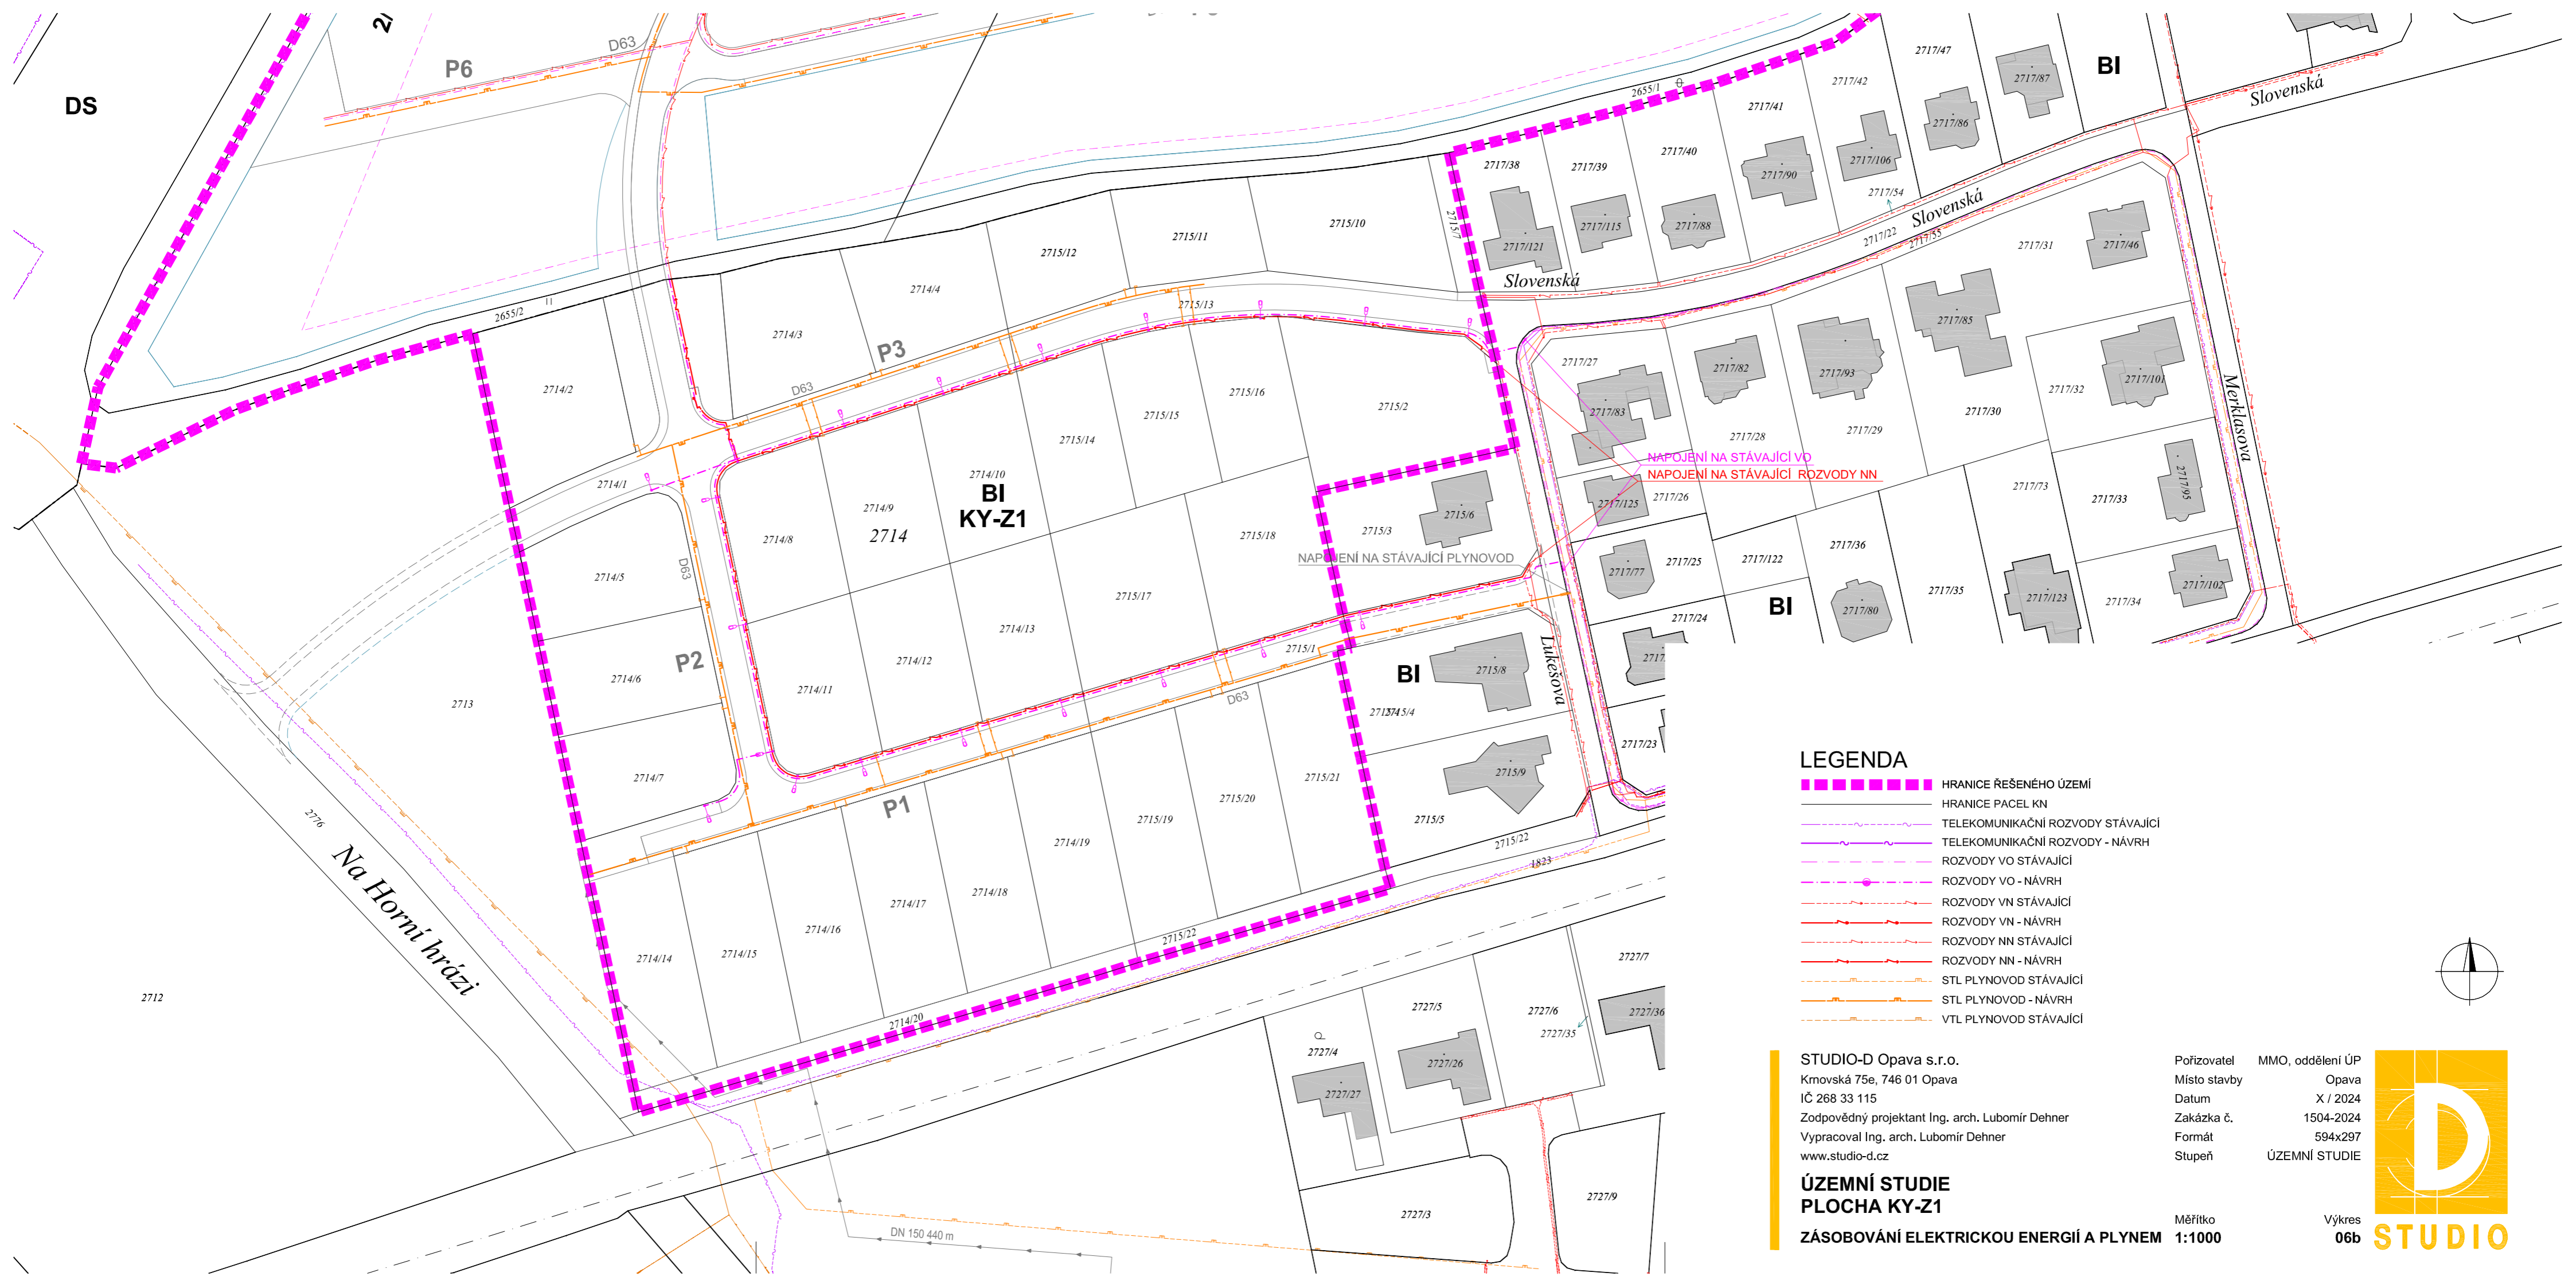 DS
P6
D63
2655/2
2655/1
2717/47
2717/87
BI
Slovenská
2717/42
2717/41
2717/86
2717/40
2717/106
2717/38
2717/39
2717/90
2717/54
Slovenská
2717/115
2717/88
2717/121
2717/22
2717/55
2717/31
2717/46
Slovenská
2715/7
2715/10
2715/11
2715/12
2715/13
2714/4
2714/3
P3
D63
2714/2
2714/1
2717/27
2717/82
2717/93
2717/85
2717/101
2717/83
2717/32
2717/30
2717/29
2717/28
Merklasova
2715/2
2715/16
2715/15
2715/14
NAPOJENÍ NA STÁVAJÍCÍ VO
NAPOJENÍ NA STÁVAJÍCÍ ROZVODY NN
2714/10
BI
KY-Z1
2714/9
2714
2714/8
2717/125
2717/26
2717/73
2717/33
2717/95
2715/6
2715/3
2715/18
NAPOJENÍ NA STÁVAJÍCÍ PLYNOVOD
2717/36
2717/122
2717/25
2717/77
D63
2714/5
2717/102
2717/35
2717/123
2717/34
2717/80
BI
2717/24
2715/17
2714/13
2714/12
2714/11
2715/1
Lukešova
P2
2714/6
BI
2715/8
D63
2715/4
2713
2714/7
2717/23
2715/9
2715/21
2715/20
2715/19
P1
2715/5
2715/22
1823
2776
Na Horní hrázi
2714/19
2714/18
2714/17
2714/16
2714/15
2714/14
2715/22
2714/20
2712
2727/7
2727/5
2727/6
2727/36
2727/35
2727/4
2727/26
2727/27
2727/9
2727/3
DN 150 440 m
LEGENDA
HRANICE ŘEŠENÉHO ÚZEMÍ
HRANICE PACEL KN
TELEKOMUNIKAČNÍ ROZVODY STÁVAJÍCÍ
TELEKOMUNIKAČNÍ ROZVODY - NÁVRH
ROZVODY VO STÁVAJÍCÍ
ROZVODY VO - NÁVRH
ROZVODY VN STÁVAJÍCÍ
ROZVODY VN - NÁVRH
ROZVODY NN STÁVAJÍCÍ
ROZVODY NN - NÁVRH
STL PLYNOVOD STÁVAJÍCÍ
STL PLYNOVOD - NÁVRH
VTL PLYNOVOD STÁVAJÍCÍ
STUDIO-D Opava s.r.o.
Krnovská 75e, 746 01 Opava
IČ 268 33 115
Zodpovědný projektant Ing. arch. Lubomír Dehner
Vypracoval Ing. arch. Lubomír Dehner
www.studio-d.cz
ÚZEMNÍ STUDIE
PLOCHA KY-Z1
ZÁSOBOVÁNÍ ELEKTRICKOU ENERGIÍ A PLYNEM
Pořizovatel MMO, oddělení ÚP
Místo stavby Opava
Datum X / 2024
Zakázka č. 1504-2024
Formát 594x297
Stupeň ÚZEMNÍ STUDIE
Měřítko Výkres
1:1000 06b
D
STUDIO